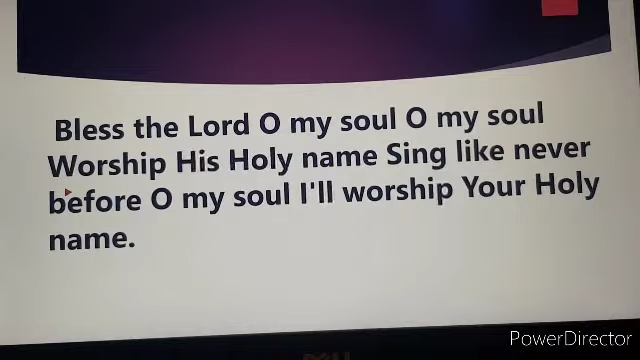 Bless the Lord O my soul O my soul
Worship His Holy name Sing like never
before O my soul I'll worship Your Holy
name.
PowerDirector